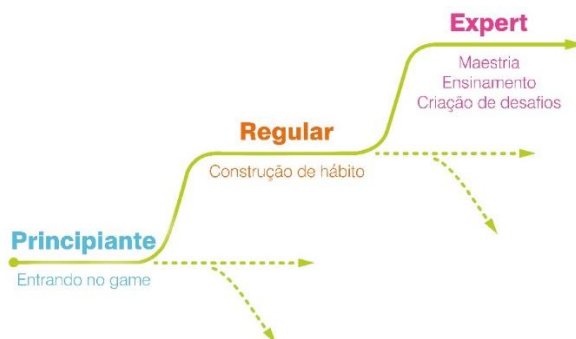 Expert
Maestria
Ensinamento
Criação de desafios
Regular
Construção de hábito
Principiante
Entrando no game